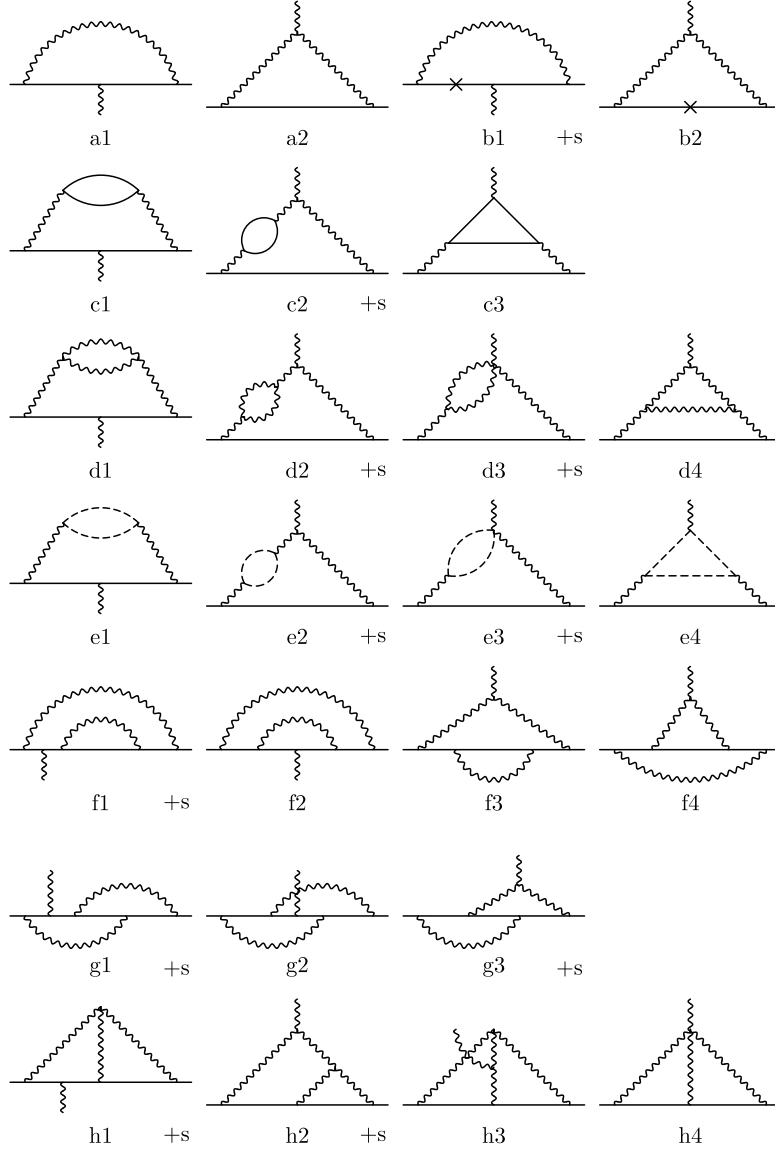 a1 a2 b1 +s b2
c1 c2 +s c3
d1 d2 +s d3 +s d4
e1 e2 +s e3 +s e4
f1 +s f2 f3 f4
g1 +s g2 g3 +s
h1 +s h2 +s h3 h4